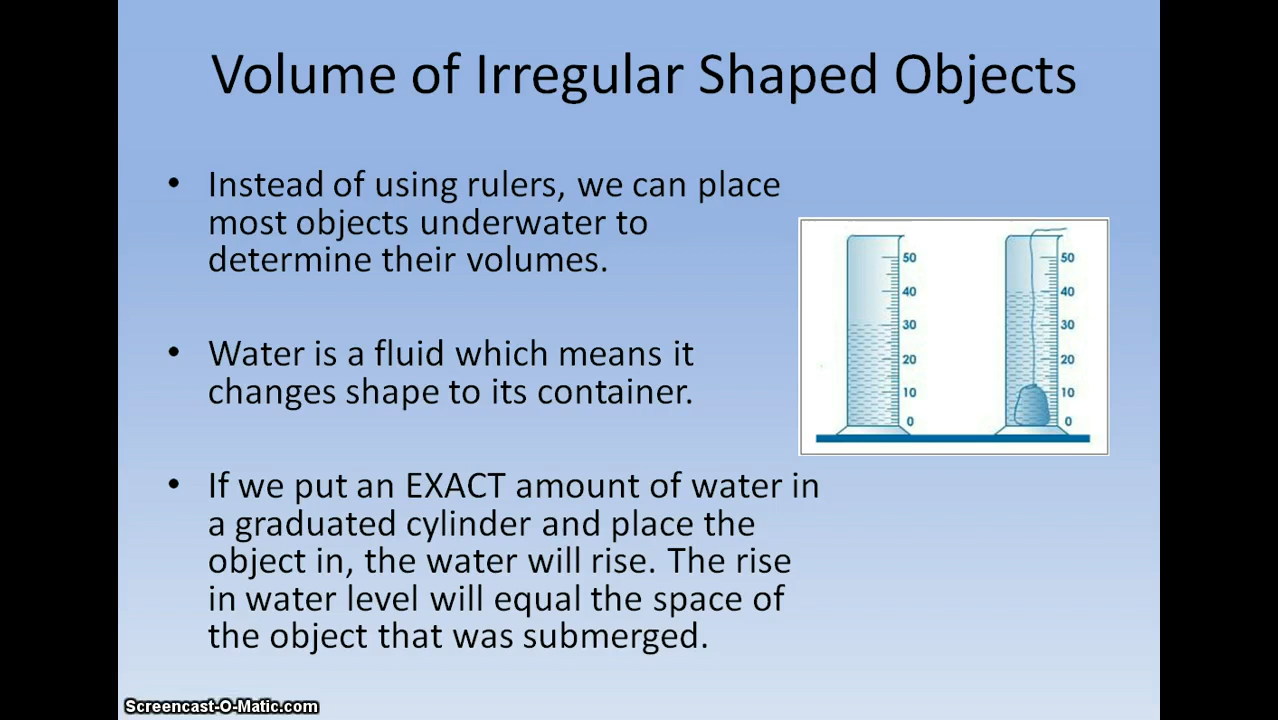 Volume of Irregular Shaped Objects
• Instead of using rulers, we can place
most objects underwater to
determine their volumes.
• Water is a fluid which means it
changes shape to its container.
• If we put an EXACT amount of water in
a graduated cylinder and place the
object in, the water will rise. The rise
in water level will equal the space of
the object that was submerged.
50
40
30
20
10
0
50
40
30
20
10
0
Screencast-O-Matic.com